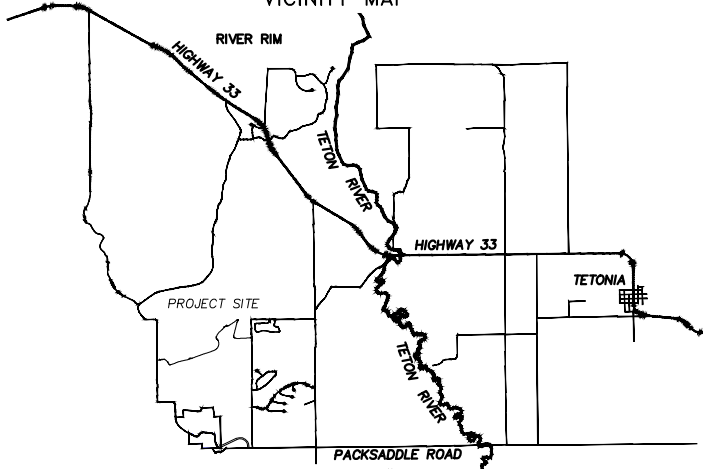 VICINITY MAP
RIVER RIM
HIGHWAY 33
TETON RIVER
HIGHWAY 33
TETONIA
PROJECT SITE
TETON RIVER
PACKSADDLE ROAD